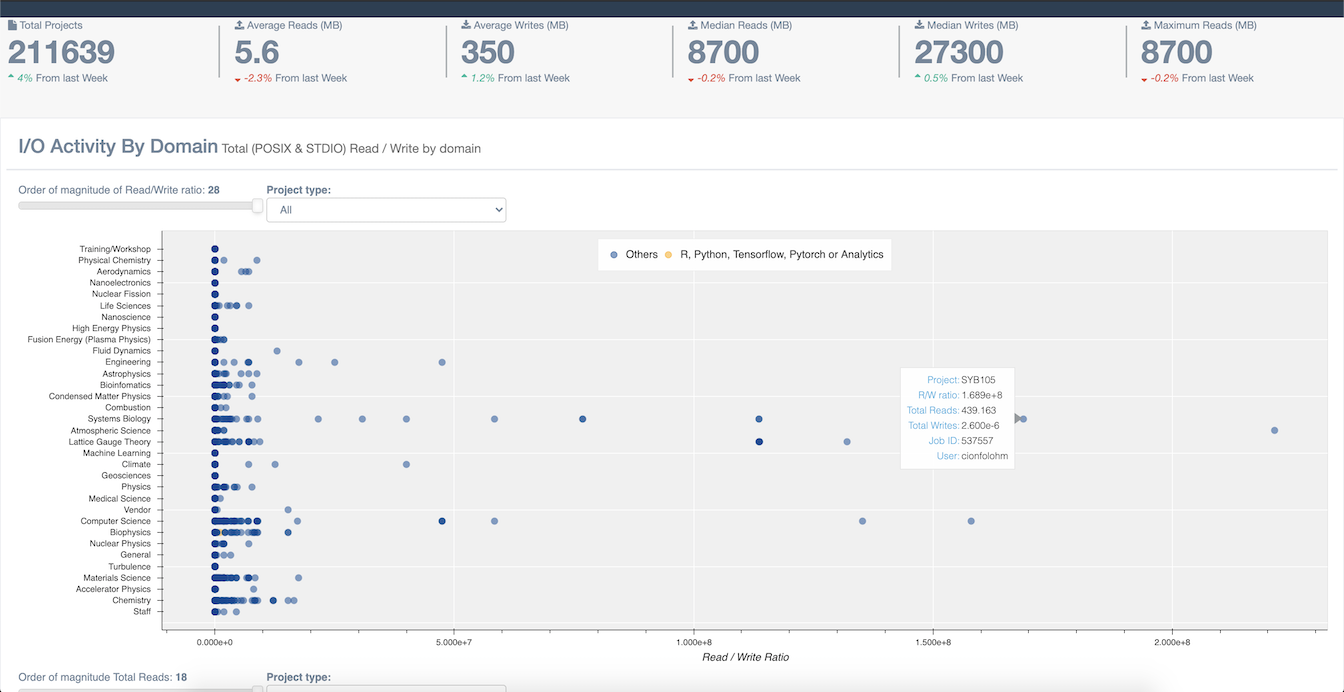 Total Projects
211639
4% From last Week
Average Reads (MB)
5.6
-2.3% From last Week
Average Writes (MB)
350
1.2% From last Week
Median Reads (MB)
8700
-0.2% From last Week
Median Writes (MB)
27300
0.5% From last Week
Maximum Reads (MB)
8700
-0.2% From last Week
I/O Activity By Domain Total (POSIX & STDIO) Read / Write by domain
Order of magnitude of Read/Write ratio: 28
Project type:
All
Others
R, Python, Tensorflow, Pytorch or Analytics
Training/Workshop
Physical Chemistry
Aerodynamics
Nanoelectronics
Nuclear Fission
Life Sciences
Nanoscience
High Energy Physics
Fusion Energy (Plasma Physics)
Fluid Dynamics
Engineering
Astrophysics
Bioinfomatics
Condensed Matter Physics
Combustion
Systems Biology
Atmospheric Science
Lattice Gauge Theory
Machine Learning
Climate
Geosciences
Physics
Medical Science
Vendor
Computer Science
Biophysics
Nuclear Physics
General
Turbulence
Materials Science
Accelerator Physics
Chemistry
Staff
Project: SYB105
R/W ratio: 1.689e+8
Total Reads: 439.163
Total Writes: 2.600e-6
Job ID: 537557
User: cionfolohm
0.000e+0
5.000e+7
1.000e+8
1.500e+8
2.000e+8
Read / Write Ratio
Order of magnitude Total Reads: 18
Project type: